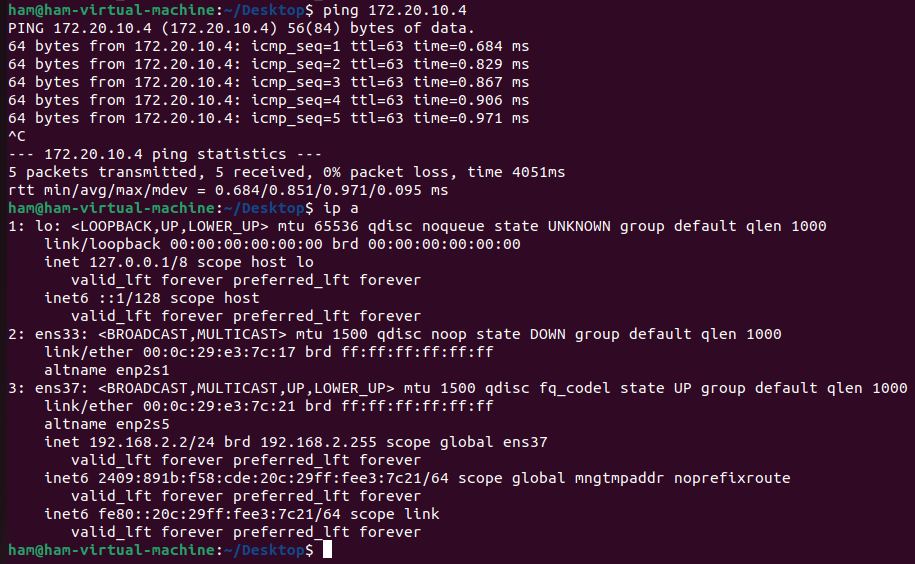 ham@ham-virtual-machine:~/Desktop$ ping 172.20.10.4
PING 172.20.10.4 (172.20.10.4) 56(84) bytes of data.
64 bytes from 172.20.10.4: icmp_seq=1 ttl=63 time=0.684 ms
64 bytes from 172.20.10.4: icmp_seq=2 ttl=63 time=0.829 ms
64 bytes from 172.20.10.4: icmp_seq=3 ttl=63 time=0.867 ms
64 bytes from 172.20.10.4: icmp_seq=4 ttl=63 time=0.906 ms
64 bytes from 172.20.10.4: icmp_seq=5 ttl=63 time=0.971 ms
^C
--- 172.20.10.4 ping statistics ---
5 packets transmitted, 5 received, 0% packet loss, time 4051ms
rtt min/avg/max/mdev = 0.684/0.851/0.971/0.095 ms
ham@ham-virtual-machine:~/Desktop$ ip a
1: lo: <LOOPBACK,UP,LOWER_UP> mtu 65536 qdisc noqueue state UNKNOWN group default qlen 1000
    link/loopback 00:00:00:00:00:00 brd 00:00:00:00:00:00
    inet 127.0.0.1/8 scope host lo
       valid_lft forever preferred_lft forever
    inet6 ::1/128 scope host
       valid_lft forever preferred_lft forever
2: ens33: <BROADCAST,MULTICAST> mtu 1500 qdisc noop state DOWN group default qlen 1000
    link/ether 00:0c:29:e3:7c:17 brd ff:ff:ff:ff:ff:ff
    altname enp2s1
3: ens37: <BROADCAST,MULTICAST,UP,LOWER_UP> mtu 1500 qdisc fq_codel state UP group default qlen 1000
    link/ether 00:0c:29:e3:7c:21 brd ff:ff:ff:ff:ff:ff
    altname enp2s5
    inet 192.168.2.2/24 brd 192.168.2.255 scope global ens37
       valid_lft forever preferred_lft forever
    inet6 2409:891b:f58:cde:20c:29ff:fee3:7c21/64 scope global mngtmpaddr noprefixroute
       valid_lft forever preferred_lft forever
    inet6 fe80::20c:29ff:fee3:7c21/64 scope link
       valid_lft forever preferred_lft forever
ham@ham-virtual-machine:~/Desktop$